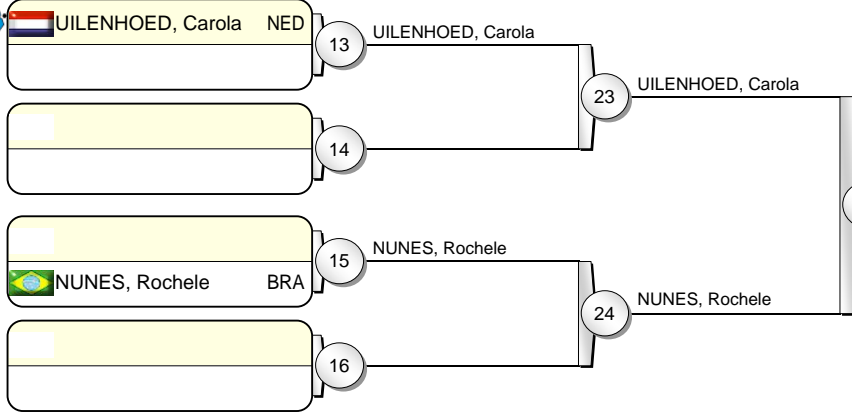 UILENHOED, Carola NED
13
UILENHOED, Carola
23
UILENHOED, Carola
14
NUNES, Rochele BRA
15
NUNES, Rochele
24
NUNES, Rochele
16